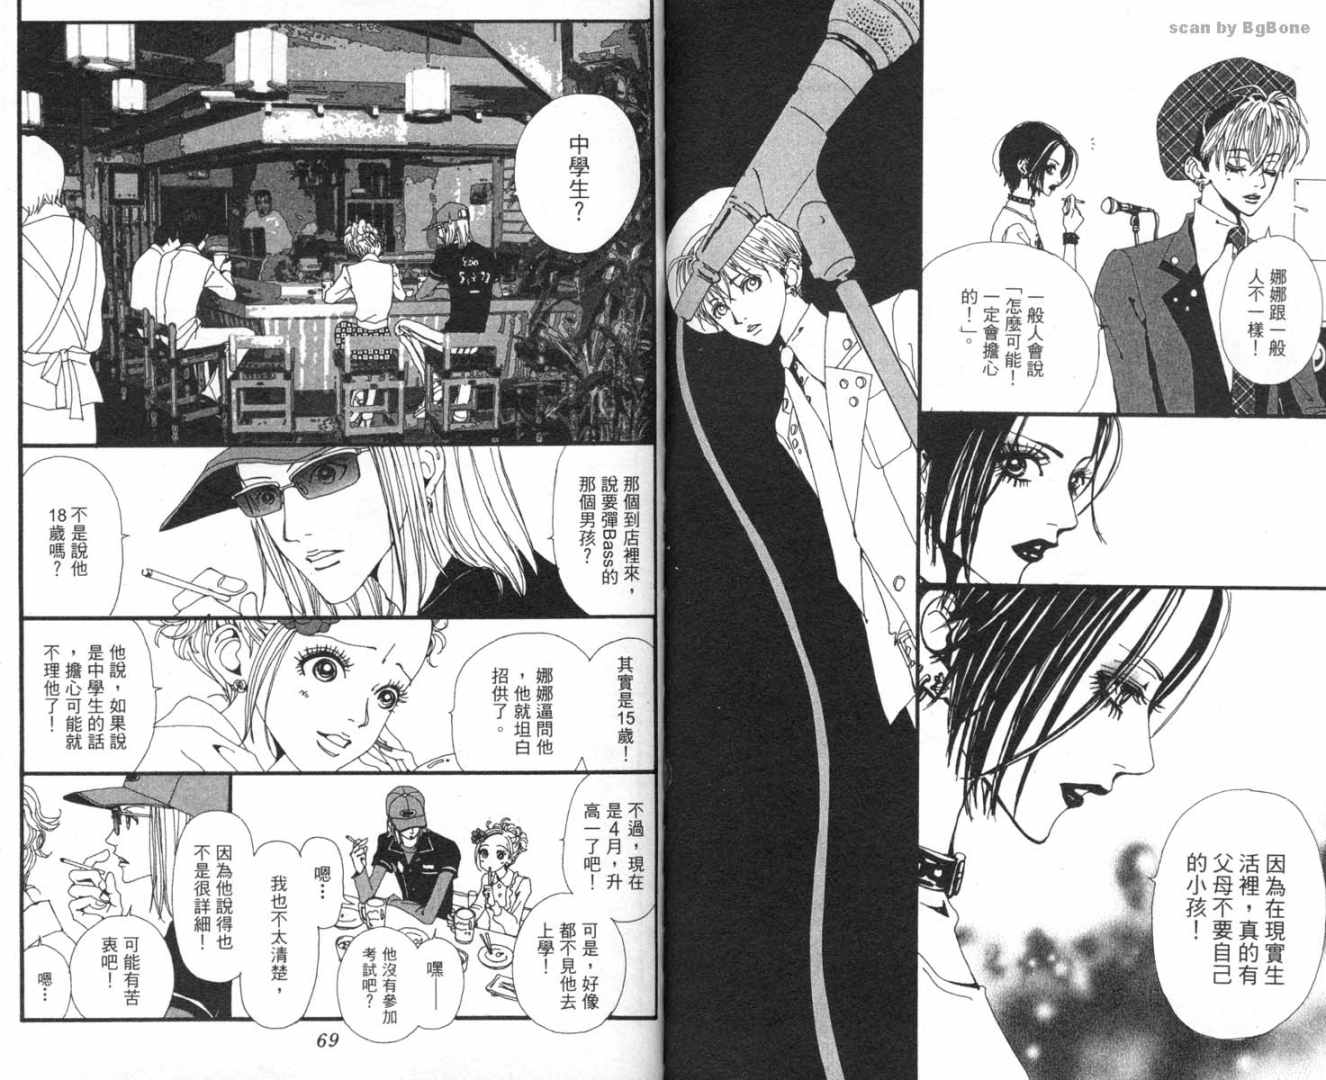 scan by BgBone
娜娜跟一般
人不一樣！
一般人會說
「怎麼可能！
一定會擔心
的！」。
因為在現實生
活裡，真的有
父母不要自己
的小孩！
中學生？
那個到店裡來，
說要彈Bass的
那個男孩？
不是說他
18歲嗎？
其實是15歲！
娜娜逼問他
，他就坦白
招供了。
他說，如果說
是中學生的話
，擔心可能就
不理他了！
不過，現在
是4月，升
高一了吧！
可是，好像
都不見他去
上學！
嘿──
他沒有參加
考試吧？
嗯…
我也不太清楚，
因為他說得也
不是很詳細！
可能有苦
衷吧！
嗯…
69